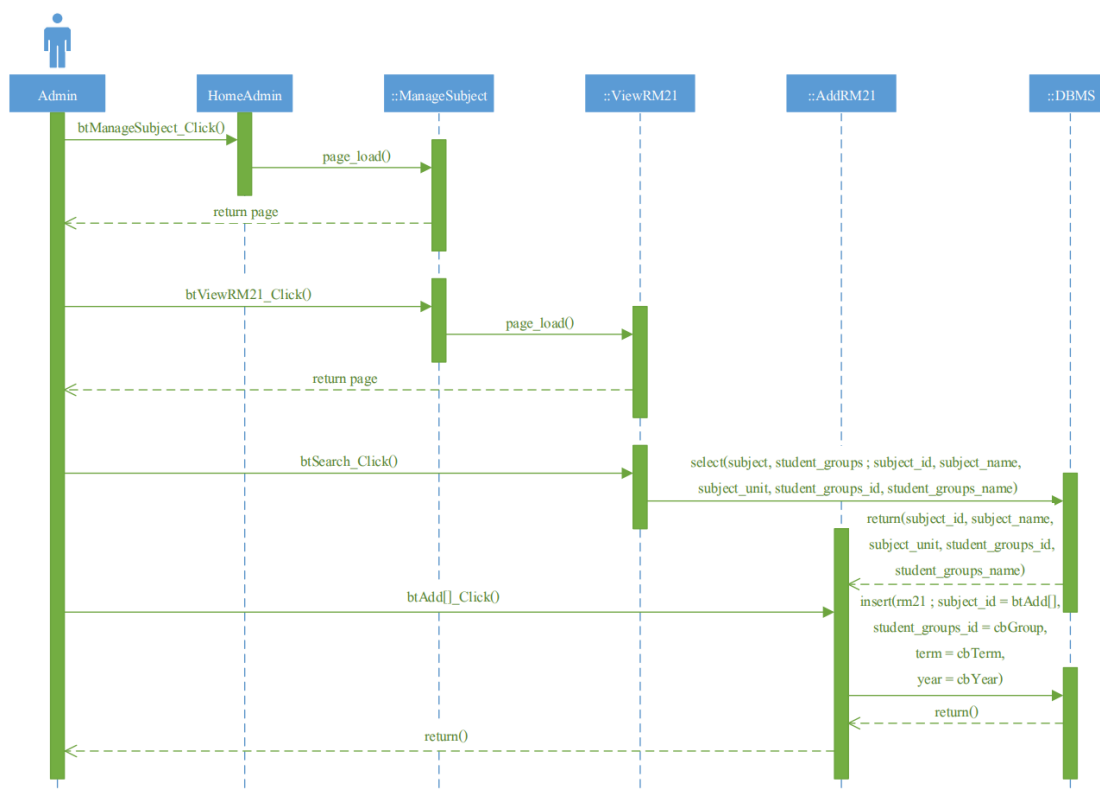 Admin
HomeAdmin
::ManageSubject
::ViewRM21
::AddRM21
::DBMS
btManageSubject_Click()
page_load()
return page
btViewRM21_Click()
page_load()
return page
btSearch_Click()
select(subject, student_groups ; subject_id, subject_name,
subject_unit, student_groups_id, student_groups_name)
return(subject_id, subject_name,
subject_unit, student_groups_id,
student_groups_name)
btAdd[]_Click()
insert(rm21 ; subject_id = btAdd[],
student_groups_id = cbGroup,
term = cbTerm,
year = cbYear)
return()
return()